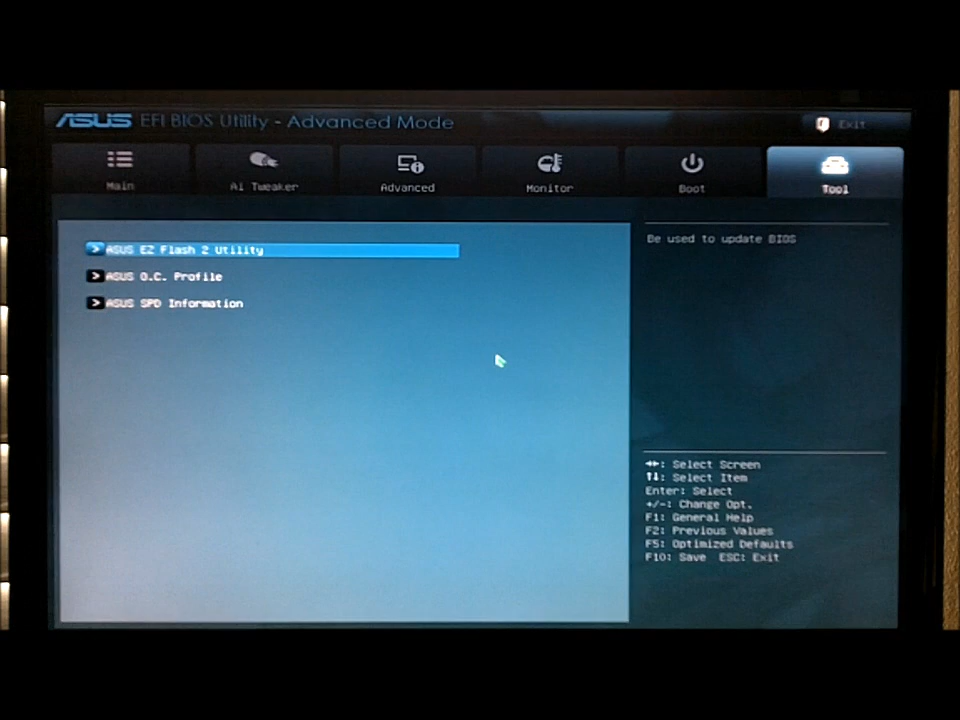 ASUS EFI BIOS Utility - Advanced Mode
Exit
Main
Ai Tweaker
Advanced
Monitor
Boot
Tool
> ASUS EZ Flash 2 Utility
> ASUS O.C. Profile
> ASUS SPD Information
Be used to update BIOS
→←: Select Screen
↑↓: Select Item
Enter: Select
+/-: Change Opt.
F1: General Help
F2: Previous Values
F5: Optimized Defaults
F10: Save ESC: Exit